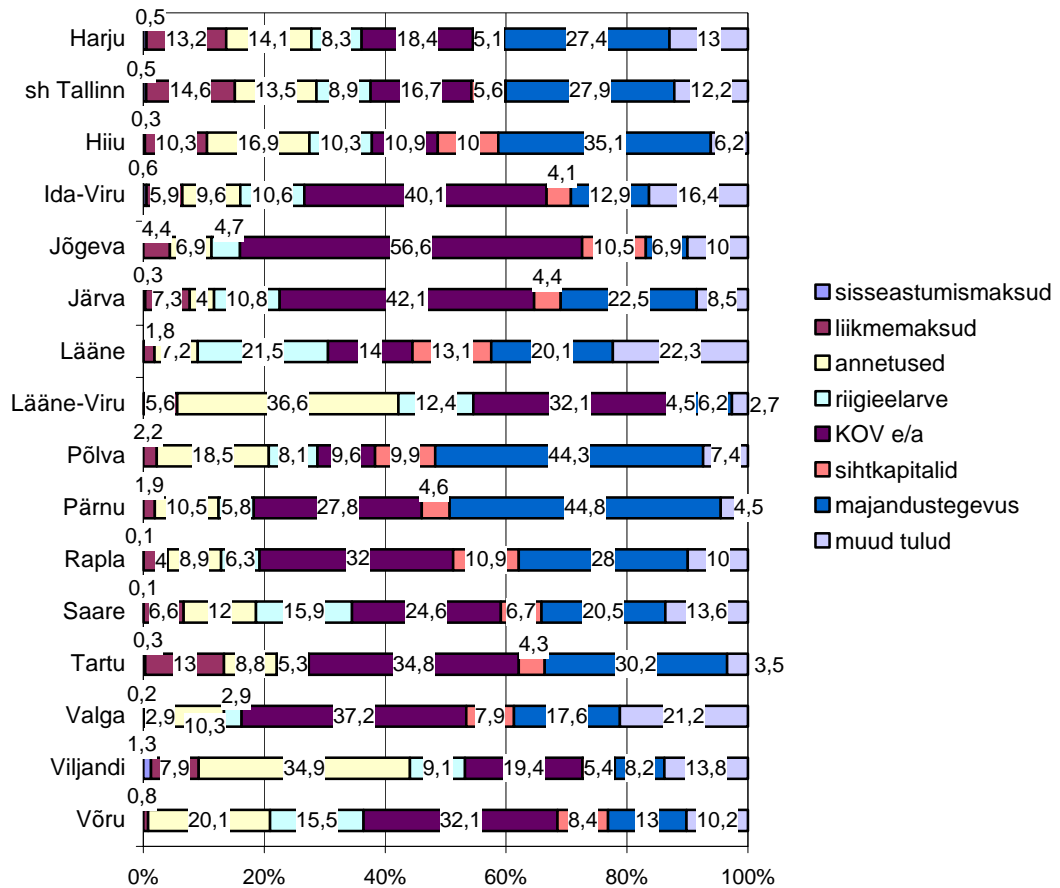 0,5
Harju 13,2 14,1 8,3 18,4 5,1 27,4 13
0,5
sh Tallinn 14,6 13,5 8,9 16,7 5,6 27,9 12,2
0,3
Hiiu 10,3 16,9 10,3 10,9 10 35,1 6,2
0,6 4,1
Ida-Viru 5,9 9,6 10,6 40,1 12,9 16,4
4,4 4,7
Jõgeva 6,9 56,6 10,5 6,9 10
0,3 4,4
Järva 7,3 4 10,8 42,1 22,5 8,5
1,8
Lääne 7,2 21,5 14 13,1 20,1 22,3
Lääne-Viru 5,6 36,6 12,4 32,1 4,5 6,2 2,7
2,2
Põlva 18,5 8,1 9,6 9,9 44,3 7,4
1,9 4,6
Pärnu 10,5 5,8 27,8 44,8 4,5
0,1
Rapla 4 8,9 6,3 32 10,9 28 10
0,1
Saare 6,6 12 15,9 24,6 6,7 20,5 13,6
0,3 4,3
Tartu 13 8,8 5,3 34,8 30,2 3,5
0,2 2,9
Valga 2,9 10,3 37,2 7,9 17,6 21,2
1,3
Viljandi 7,9 34,9 9,1 19,4 5,4 8,2 13,8
0,8
Võru 20,1 15,5 32,1 8,4 13 10,2
0% 20% 40% 60% 80% 100%
sisseastumismaksud
liikmemaksud
annetused
riigieelarve
KOV e/a
sihtkapitalid
majandustegevus
muud tulud